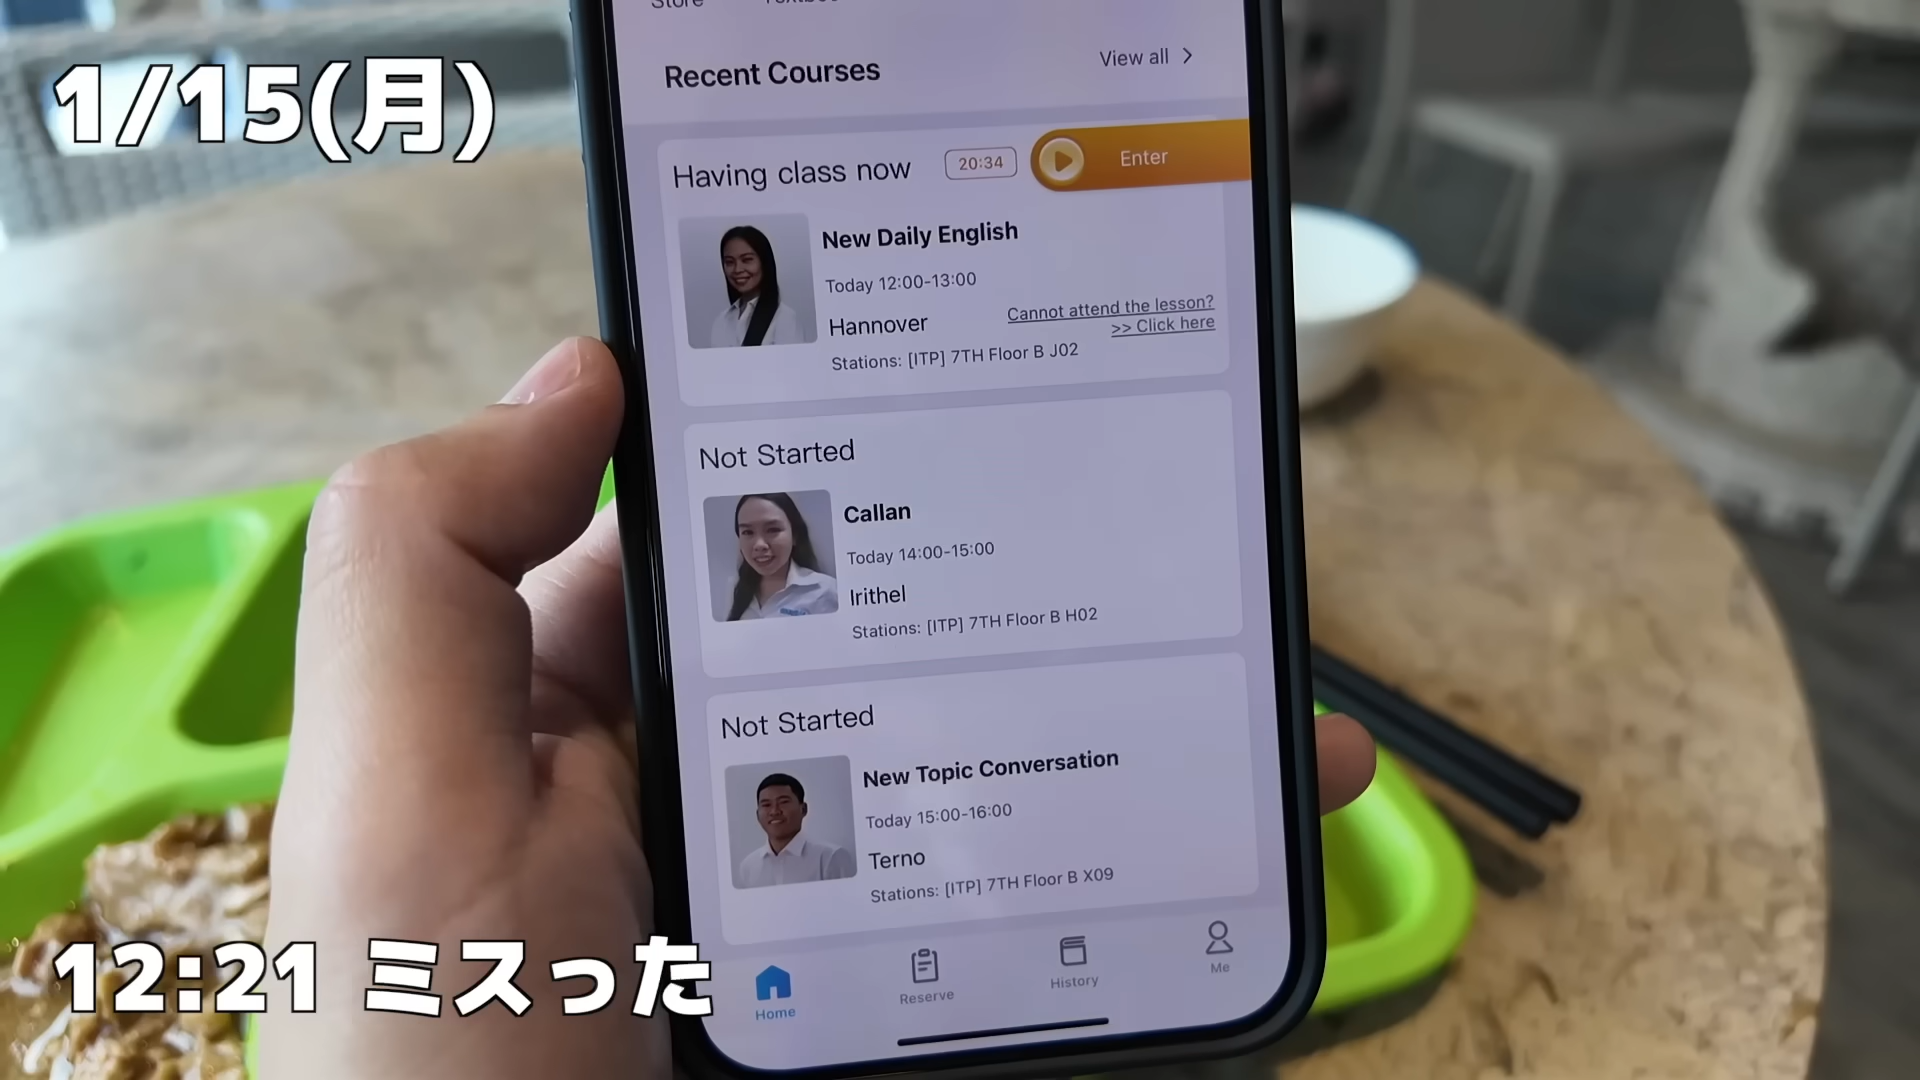 1/15(月)
Store
Recent Courses
View all
Having class now
20:34
Enter
New Daily English
Today 12:00-13:00
Hannover
Cannot attend the lesson?
>> Click here
Stations: [ITP] 7TH Floor B J02
Not Started
Callan
Today 14:00-15:00
Irithel
Stations: [ITP] 7TH Floor B H02
Not Started
New Topic Conversation
Today 15:00-16:00
Terno
Stations: [ITP] 7TH Floor B X09
Home
Reserve
History
Me
12:21 ミスった